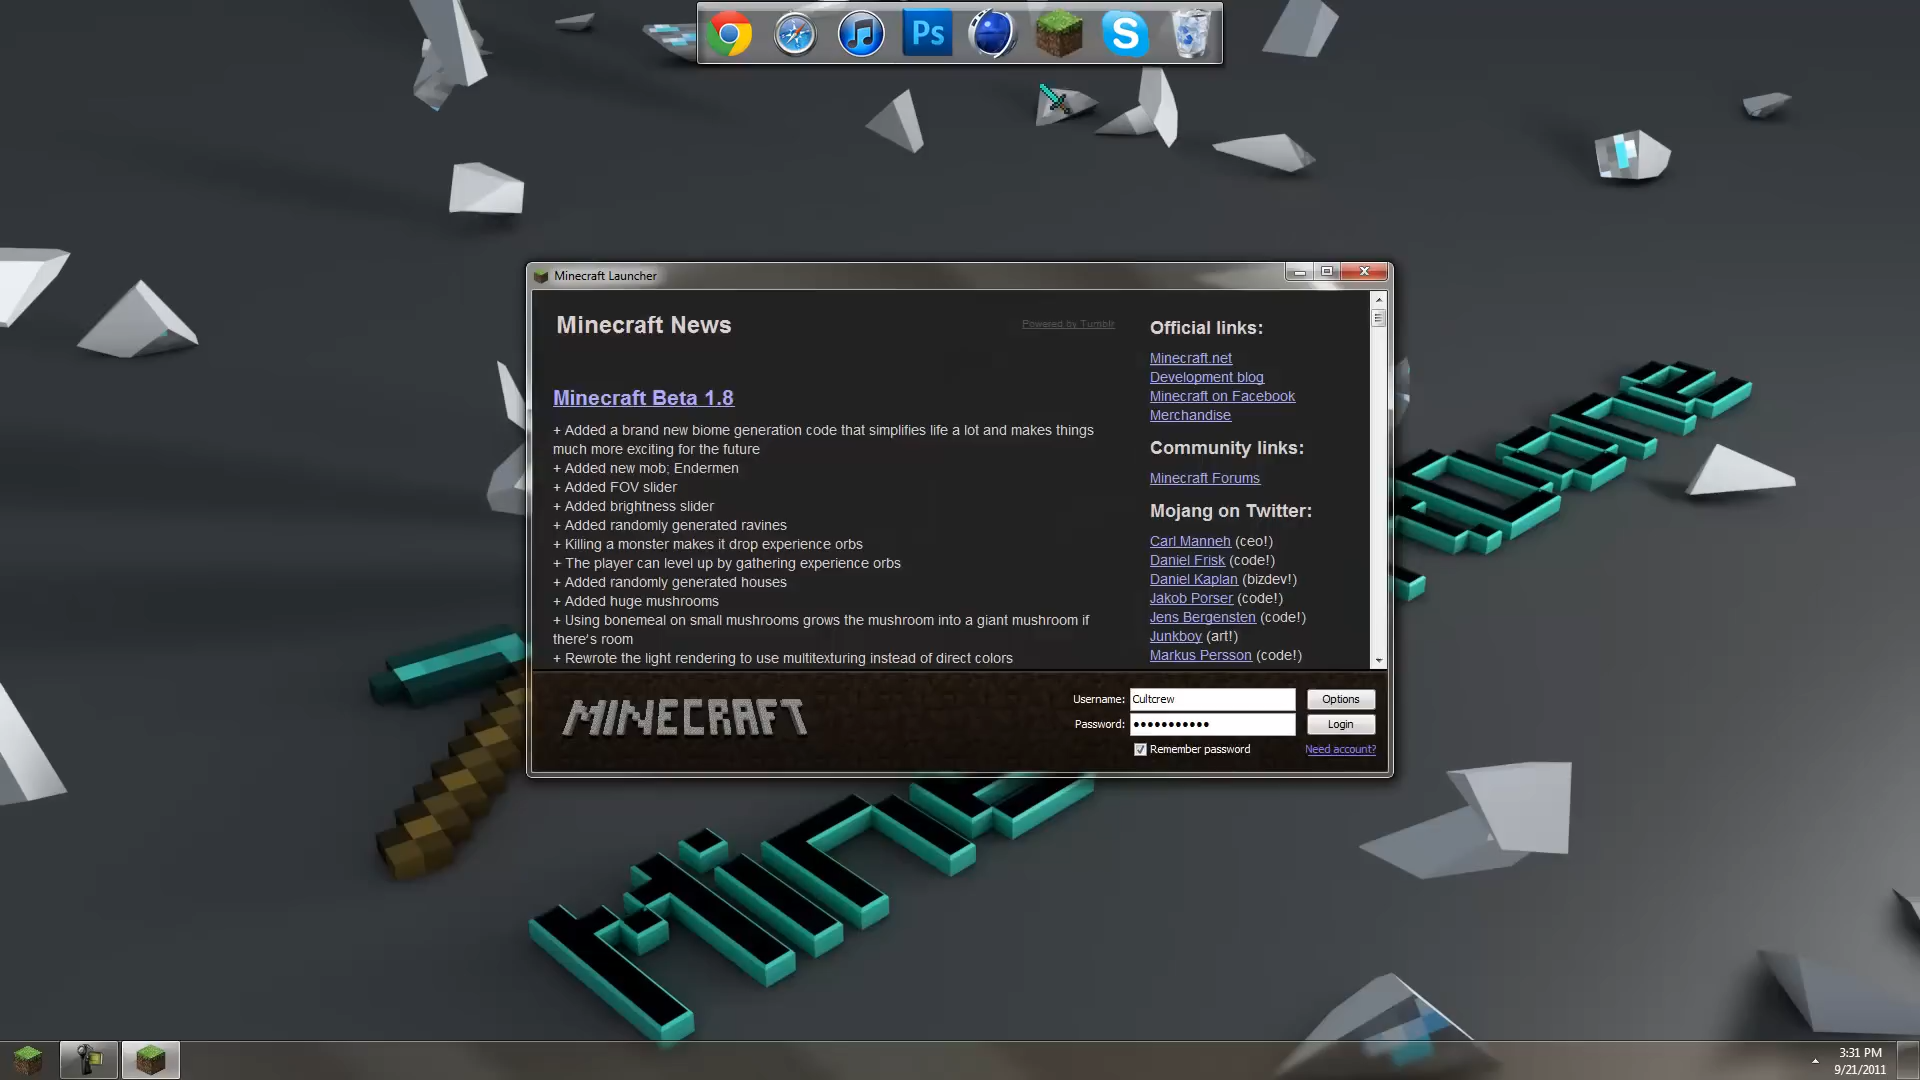 Ps
S
Minecraft Launcher
Minecraft News
Powered by Tumblr
Minecraft Beta 1.8
+ Added a brand new biome generation code that simplifies life a lot and makes things
much more exciting for the future
+ Added new mob; Endermen
+ Added FOV slider
+ Added brightness slider
+ Added randomly generated ravines
+ Killing a monster makes it drop experience orbs
+ The player can level up by gathering experience orbs
+ Added randomly generated houses
+ Added huge mushrooms
+ Using bonemeal on small mushrooms grows the mushroom into a giant mushroom if
there's room
+ Rewrote the light rendering to use multitexturing instead of direct colors
Official links:
Minecraft.net
Development blog
Minecraft on Facebook
Merchandise
Community links:
Minecraft Forums
Mojang on Twitter:
Carl Manneh (ceo!)
Daniel Frisk (code!)
Daniel Kaplan (bizdev!)
Jakob Porser (code!)
Jens Bergensten (code!)
Junkboy (art!)
Markus Persson (code!)
MINECRAFT
Username: Cultcrew
Options
Password: •••••••••••
Login
Remember password
Need account?
3:31 PM
9/21/2011